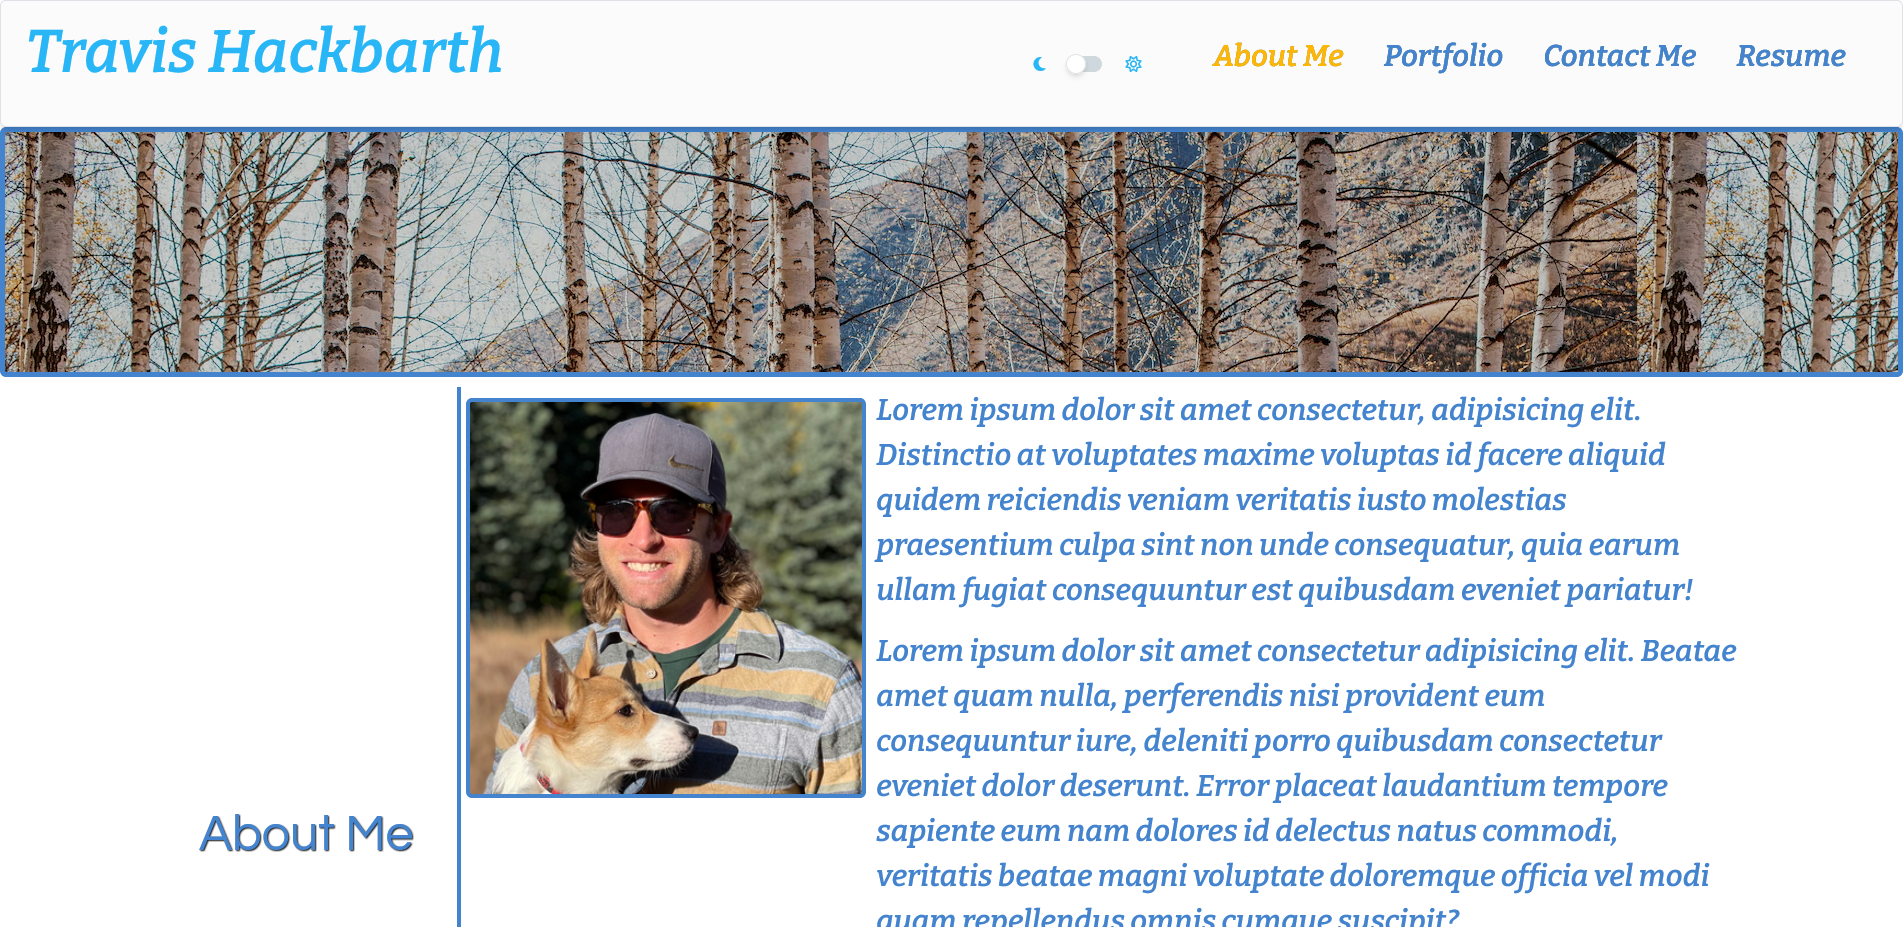 Travis Hackbarth
About Me Portfolio Contact Me Resume
Lorem ipsum dolor sit amet consectetur, adipisicing elit.
Distinctio at voluptates maxime voluptas id facere aliquid
quidem reiciendis veniam veritatis iusto molestias
praesentium culpa sint non unde consequatur, quia earum
ullam fugiat consequuntur est quibusdam eveniet pariatur!
Lorem ipsum dolor sit amet consectetur adipisicing elit. Beatae
amet quam nulla, perferendis nisi provident eum
consequuntur iure, deleniti porro quibusdam consectetur
eveniet dolor deserunt. Error placeat laudantium tempore
sapiente eum nam dolores id delectus natus commodi,
veritatis beatae magni voluptate doloremque officia vel modi
quam repellendus omnis cumque suscipit?
About Me